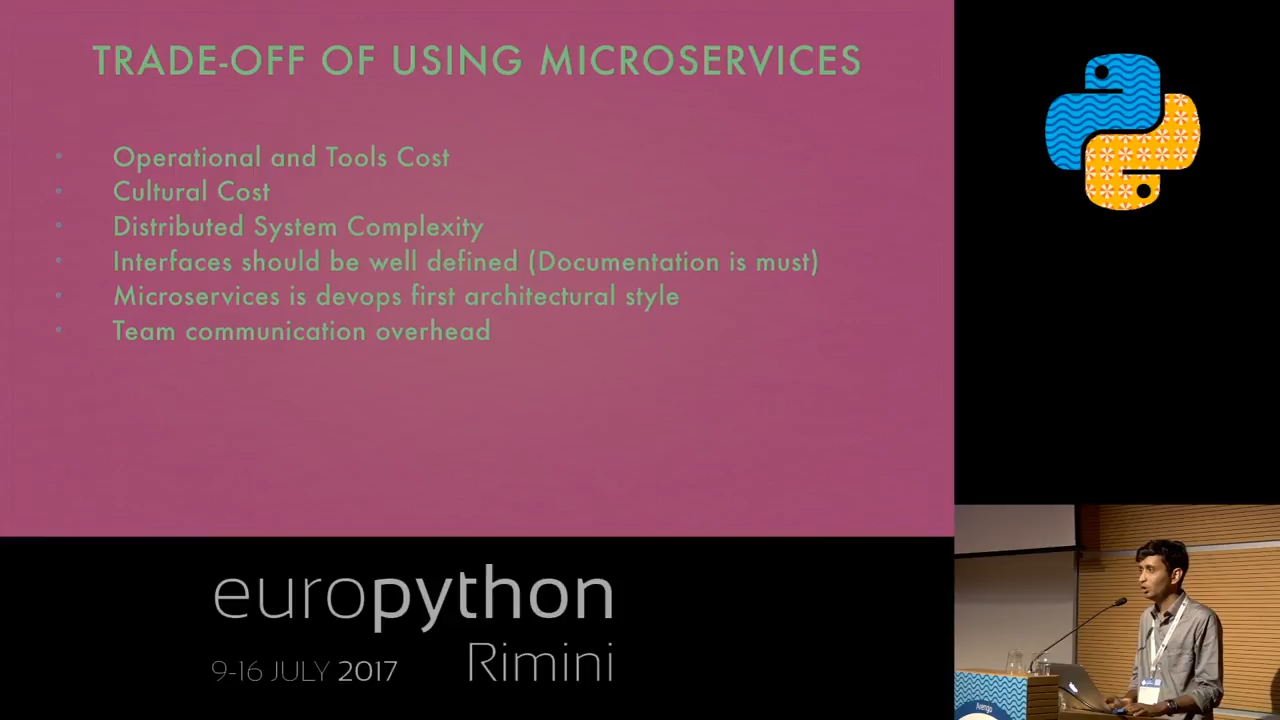 TRADE-OFF OF USING MICROSERVICES
Operational and Tools Cost
Cultural Cost
Distributed System Complexity
Interfaces should be well defined (Documentation is must)
Microservices is devops first architectural style
Team communication overhead
europython
9-16 JULY 2017 Rimini
Arengo